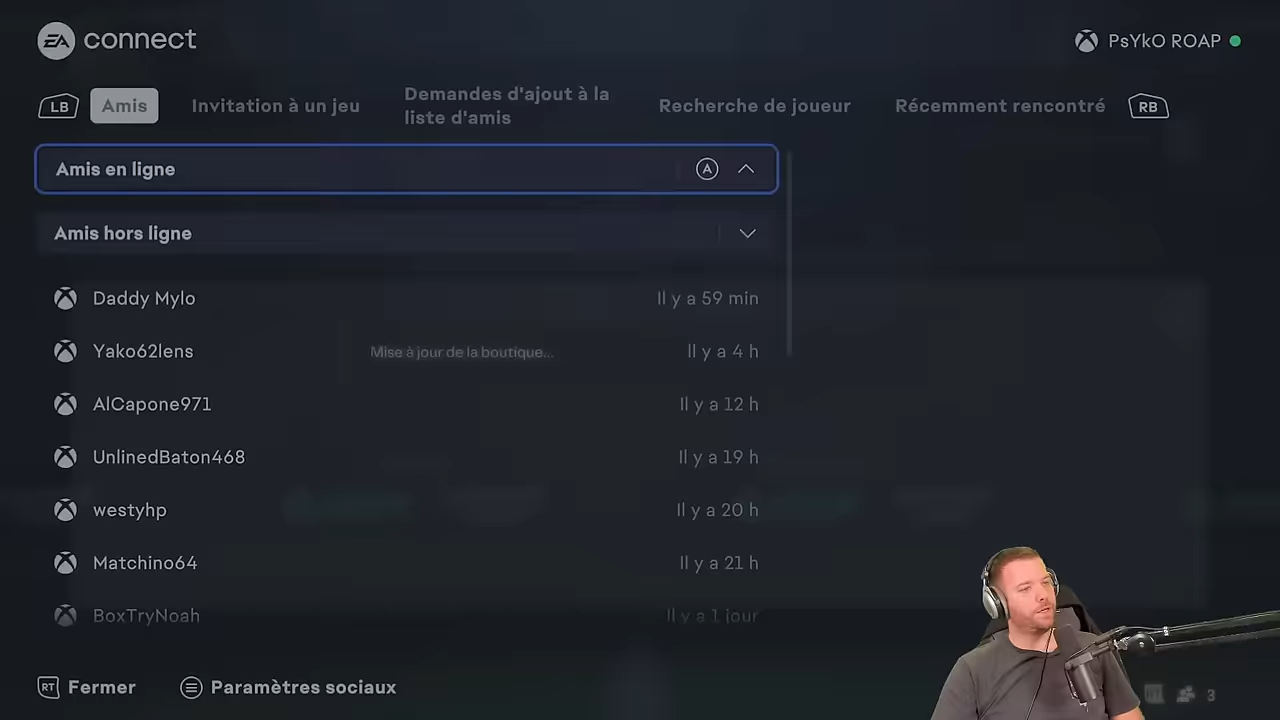 EA connect
PsYkO ROAP
LB
Amis
Invitation à un jeu
Demandes d'ajout à la
liste d'amis
Recherche de joueur
Récemment rencontré
RB
Amis en ligne
A
Amis hors ligne
Daddy Mylo
Il y a 59 min
Yako62lens
Mise à jour de la boutique...
Il y a 4 h
AlCapone971
Il y a 12 h
UnlinedBaton468
Il y a 19 h
westyhp
Il y a 20 h
Matchino64
Il y a 21 h
BoxTryNoah
Il y a 1 jour
RT Fermer
Paramètres sociaux
3